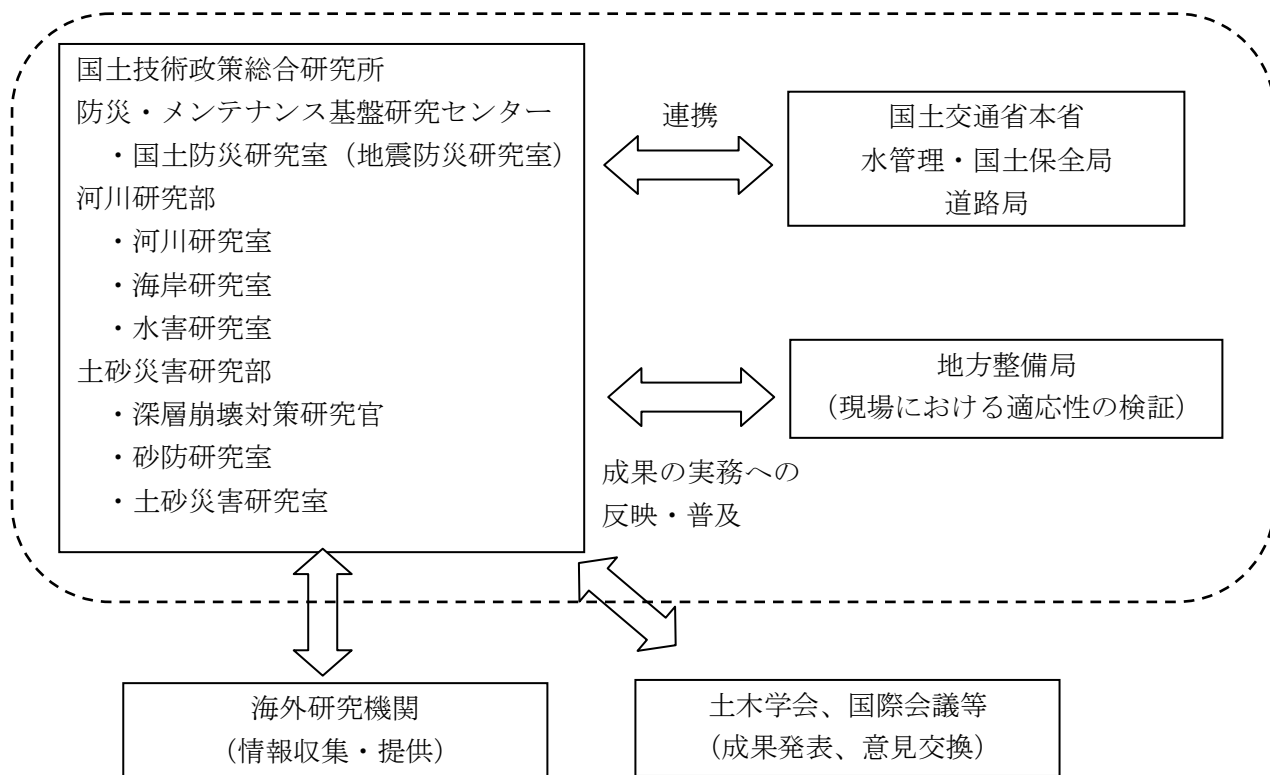 国土技術政策総合研究所
防災・メンテナンス基盤研究センター
・国土防災研究室（地震防災研究室）
河川研究部
・河川研究室
・海岸研究室
・水害研究室
土砂災害研究部
・深層崩壊対策研究官
・砂防研究室
・土砂災害研究室
連携
国土交通省本省
水管理・国土保全局
道路局
地方整備局
（現場における適応性の検証）
成果の実務への
反映・普及
海外研究機関
（情報収集・提供）
土木学会、国際会議等
（成果発表、意見交換）